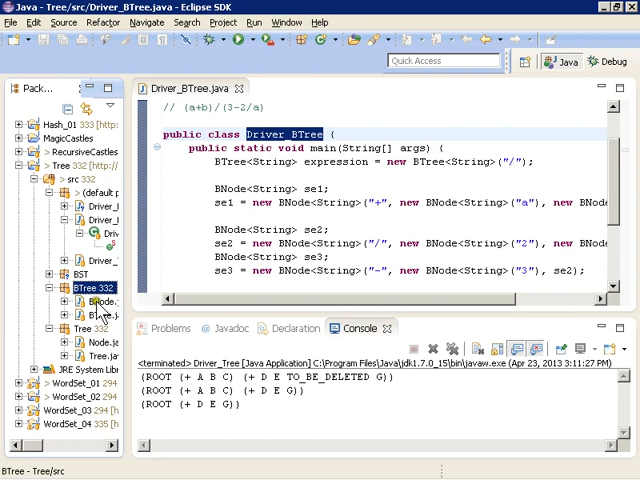 Java - Tree/src/Driver_BTree.java - Eclipse SDK
File Edit Source Refactor Navigate Search Project Run Window Help
Quick Access
Java
Debug
Pack...
Hash_01 333 [http:
MagicCastles
> RecursiveCastles
> Tree 332 [http://
> src 332
> (default p
Driver_
Driver_
Driv
Driver_
BST
BTree 332
BNode.
BTree.j
Tree 332
Node.ja
Tree.ja
JRE System Libr
> WordSet_01 294
> WordSet_02 294
WordSet_03 294 [h
WordSet_04 335 [h
Driver_BTree.java
// {a+b}/{3-2/a}
public class Driver_BTree {
public static void main(String[] args) {
BTree<String> expression = new BTree<String>("/");
BNode<String> se1;
se1 = new BNode<String>("+", new BNode<String>("a"), new BNode
BNode<String> se2;
se2 = new BNode<String>("/", new BNode<String>("2"), new BNode
BNode<String> se3;
se3 = new BNode<String>("-", new BNode<String>("3"), se2);
Problems
Javadoc
Declaration
Console
<terminated> Driver_Tree [Java Application] C:\Program Files\Java\jdk1.7.0_15\bin\javaw.exe (Apr 23, 2013 3:11:27 PM)
(ROOT (+ A B C) (+ D E TO_BE_DELETED G))
(ROOT (+ A B C) (+ D E G))
(ROOT (+ D E G))
BTree - Tree/src